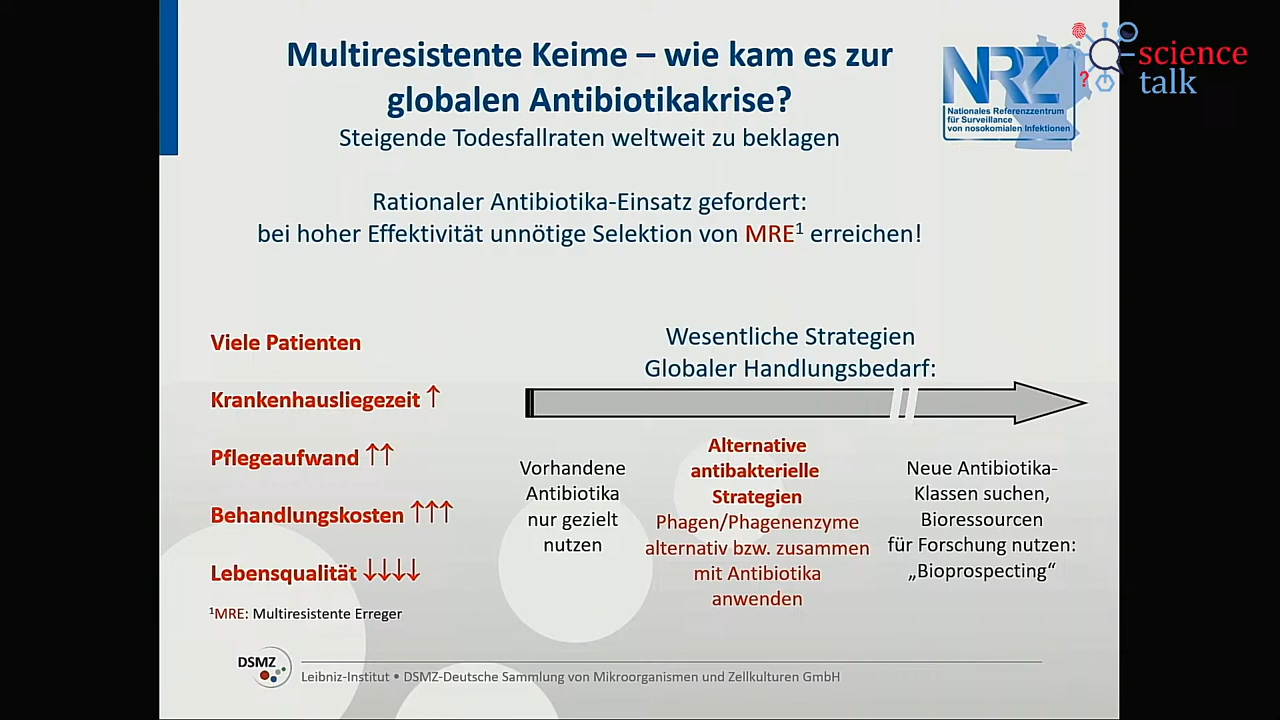 Multiresistente Keime – wie kam es zur
globalen Antibiotikakrise?
Steigende Todesfallraten weltweit zu beklagen
NRZ
Nationales Referenzzentrum
für Surveillance
von nosokomialen Infektionen
?
science
talk
Rationaler Antibiotika-Einsatz gefordert:
bei hoher Effektivität unnötige Selektion von MRE¹ erreichen!
Viele Patienten
Krankenhausliegezeit ↑
Pflegeaufwand ↑↑
Behandlungskosten ↑↑↑
Lebensqualität ↓↓↓↓
¹MRE: Multiresistente Erreger
Wesentliche Strategien
Globaler Handlungsbedarf:
Vorhandene
Antibiotika
nur gezielt
nutzen
Alternative
antibakterielle
Strategien
Phagen/Phagenenzyme
alternativ bzw. zusammen
mit Antibiotika
anwenden
Neue Antibiotika-
Klassen suchen,
Bioressourcen
für Forschung nutzen:
„Bioprospecting“
DSMZ
Leibniz-Institut • DSMZ-Deutsche Sammlung von Mikroorganismen und Zellkulturen GmbH